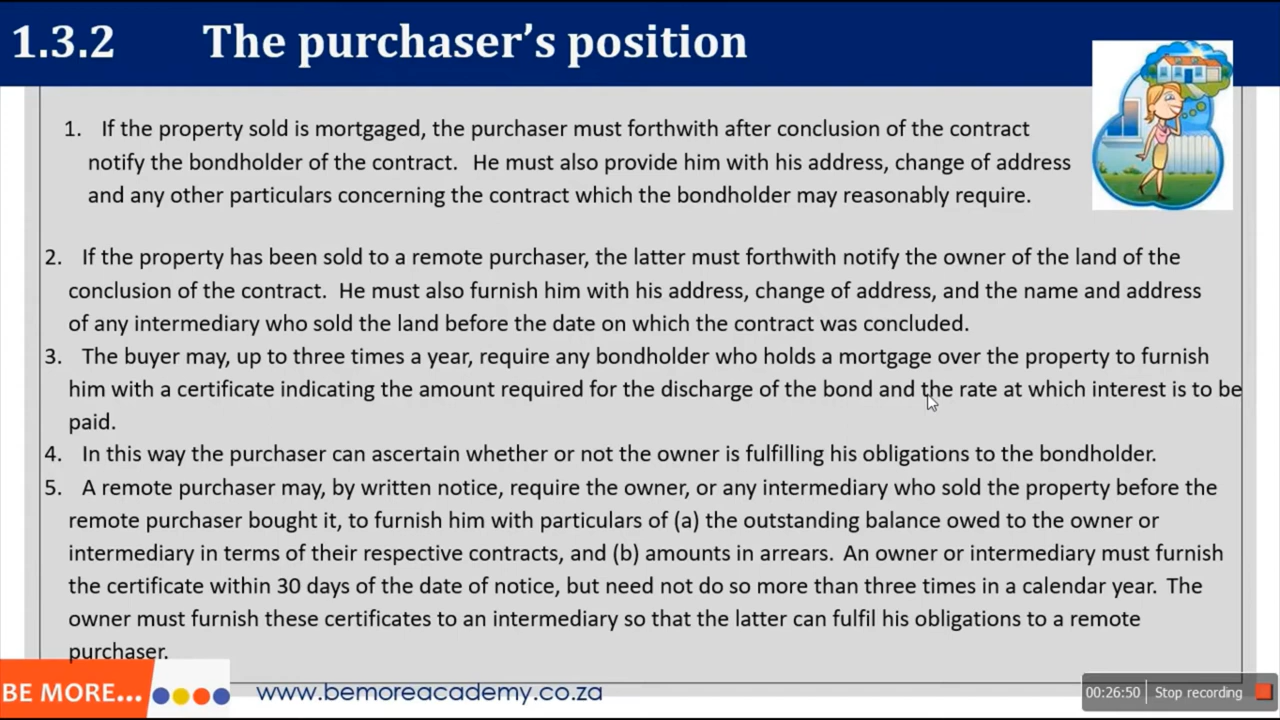 1.3.2 The purchaser's position
1. If the property sold is mortgaged, the purchaser must forthwith after conclusion of the contract
notify the bondholder of the contract. He must also provide him with his address, change of address
and any other particulars concerning the contract which the bondholder may reasonably require.
2. If the property has been sold to a remote purchaser, the latter must forthwith notify the owner of the land of the
conclusion of the contract. He must also furnish him with his address, change of address, and the name and address
of any intermediary who sold the land before the date on which the contract was concluded.
3. The buyer may, up to three times a year, require any bondholder who holds a mortgage over the property to furnish
him with a certificate indicating the amount required for the discharge of the bond and the rate at which interest is to be
paid.
4. In this way the purchaser can ascertain whether or not the owner is fulfilling his obligations to the bondholder.
5. A remote purchaser may, by written notice, require the owner, or any intermediary who sold the property before the
remote purchaser bought it, to furnish him with particulars of (a) the outstanding balance owed to the owner or
intermediary in terms of their respective contracts, and (b) amounts in arrears. An owner or intermediary must furnish
the certificate within 30 days of the date of notice, but need not do so more than three times in a calendar year. The
owner must furnish these certificates to an intermediary so that the latter can fulfil his obligations to a remote
purchaser.
BE MORE... www.bemoreacademy.co.za
00:26:50 Stop recording